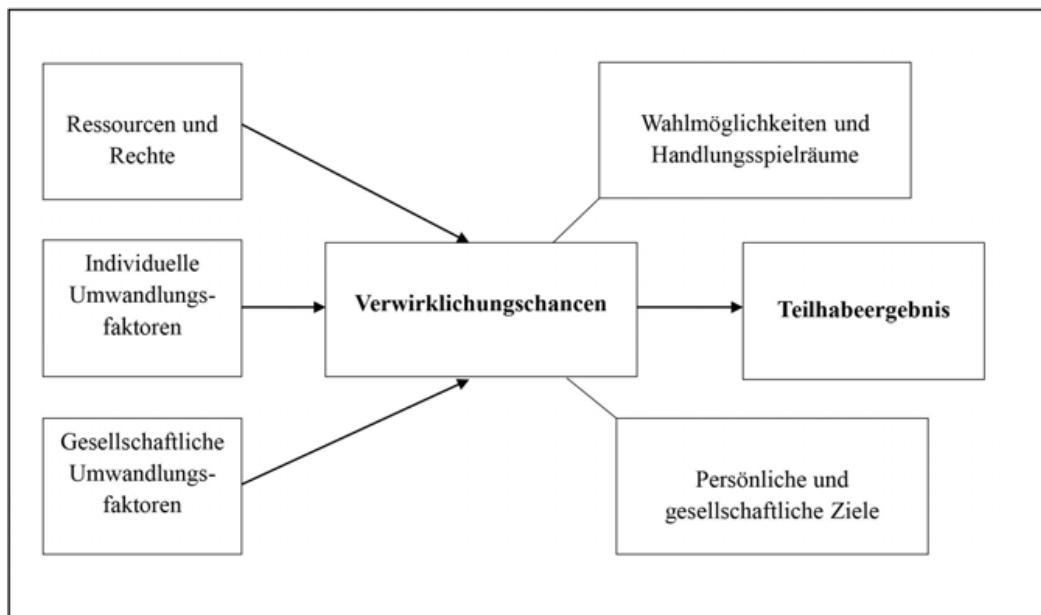 Ressourcen und
Rechte
Individuelle
Umwandlungs-
faktoren
Gesellschaftliche
Umwandlungs-
faktoren
Verwirklichungschancen
Wahlmöglichkeiten und
Handlungsspielräume
Teilhabeergebnis
Persönliche und
gesellschaftliche Ziele